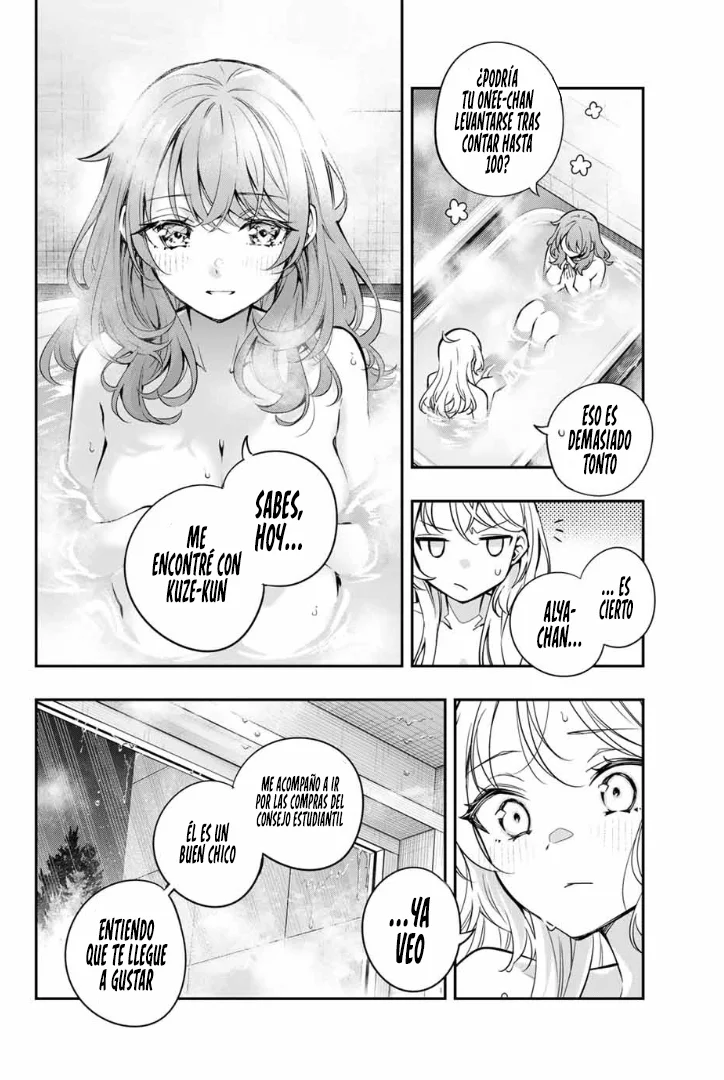 ¿PODRÍA
TU ONEE-CHAN
LEVANTARSE TRAS
CONTAR HASTA
100?
ESO ES
DEMASIADO
TONTO
... ES
CIERTO
ALYA-
CHAN...
SABES,
HOY...
ME
ENCONTRÉ CON
KUZE-KUN
...YA
VEO
ME ACOMPAÑO A IR
POR LAS COMPRAS DEL
CONSEJO ESTUDIANTIL
ÉL ES UN
BUEN CHICO
ENTIENDO
QUE TE LLEGUE
A GUSTAR